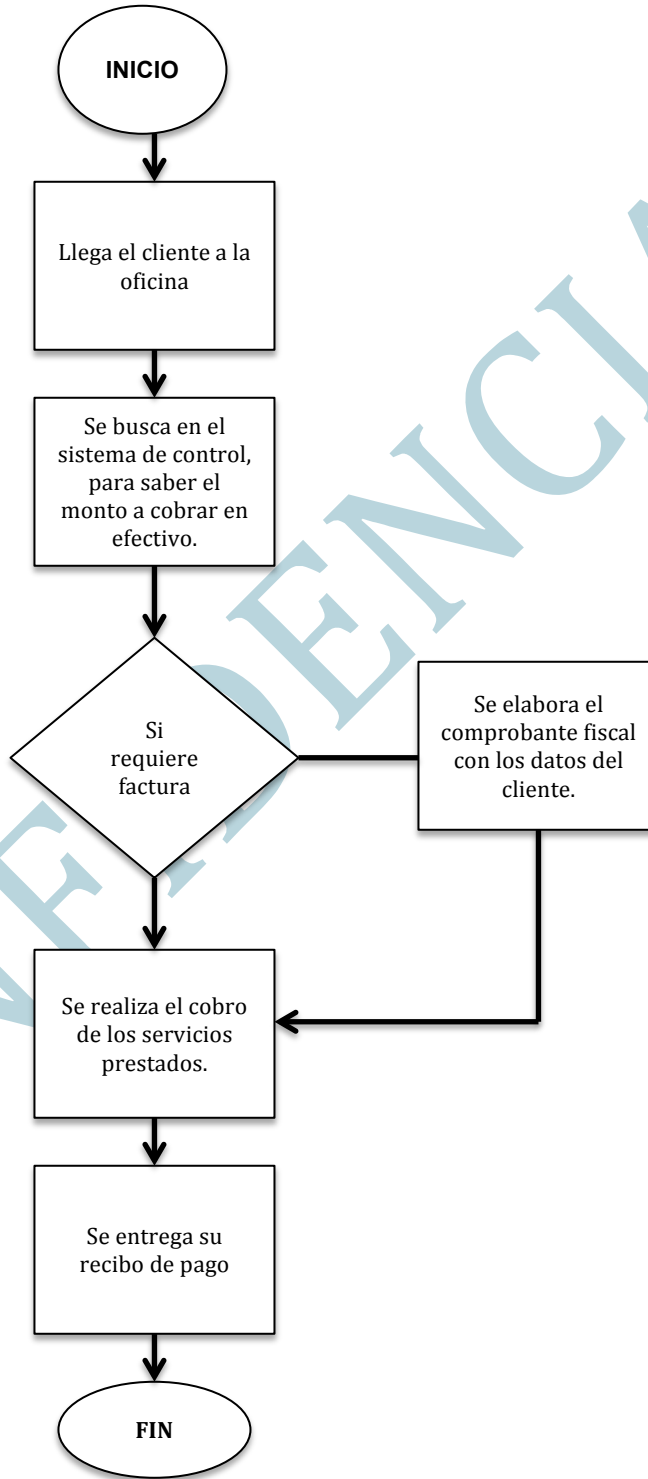 INICIO
Llega el cliente a la
oficina
Se busca en el
sistema de control,
para saber el
monto a cobrar en
efectivo.
Si
requiere
factura
Se elabora el
comprobante fiscal
con los datos del
cliente.
Se realiza el cobro
de los servicios
prestados.
Se entrega su
recibo de pago
FIN